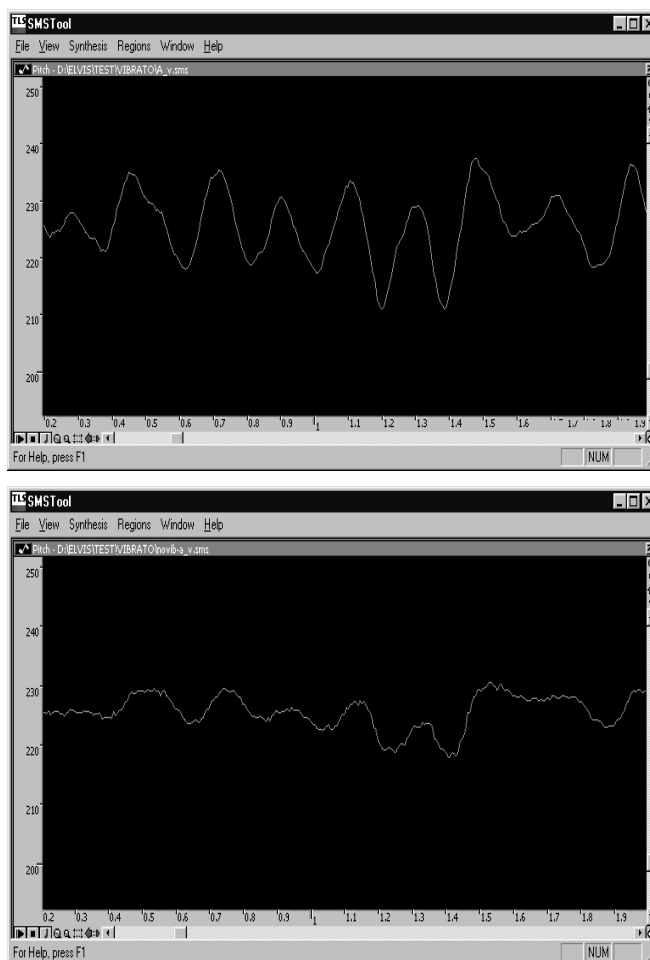 TLS SMSTool
File View Synthesis Regions Window Help
Pitch - D:\ELVIS\TEST\VIBRATO\A_v.sms
250
240
230
220
210
200
0.2 0.3 0.4 0.5 0.6 0.7 0.8 0.9 1 1.1 1.2 1.3 1.4 1.5 1.6 1.7 1.8 1.9
For Help, press F1 NUM
TLS SMSTool
File View Synthesis Regions Window Help
Pitch - D:\ELVIS\TEST\VIBRATO\novib-a_v.sms
250
240
230
220
210
200
0.2 0.3 0.4 0.5 0.6 0.7 0.8 0.9 1 1.1 1.2 1.3 1.4 1.5 1.6 1.7 1.8 1.9
For Help, press F1 NUM